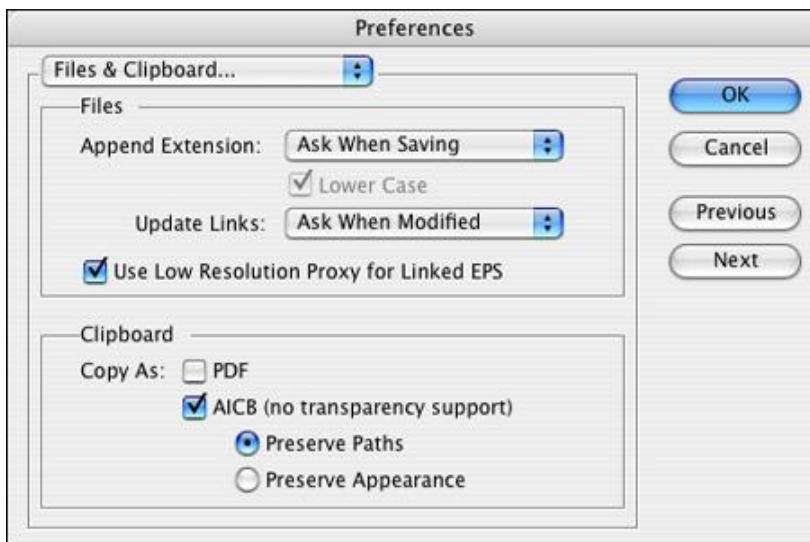 Preferences
Files & Clipboard...
Files
Append Extension: Ask When Saving
Lower Case
Update Links: Ask When Modified
Use Low Resolution Proxy for Linked EPS
Clipboard
Copy As: PDF
AICB (no transparency support)
Preserve Paths
Preserve Appearance
OK
Cancel
Previous
Next